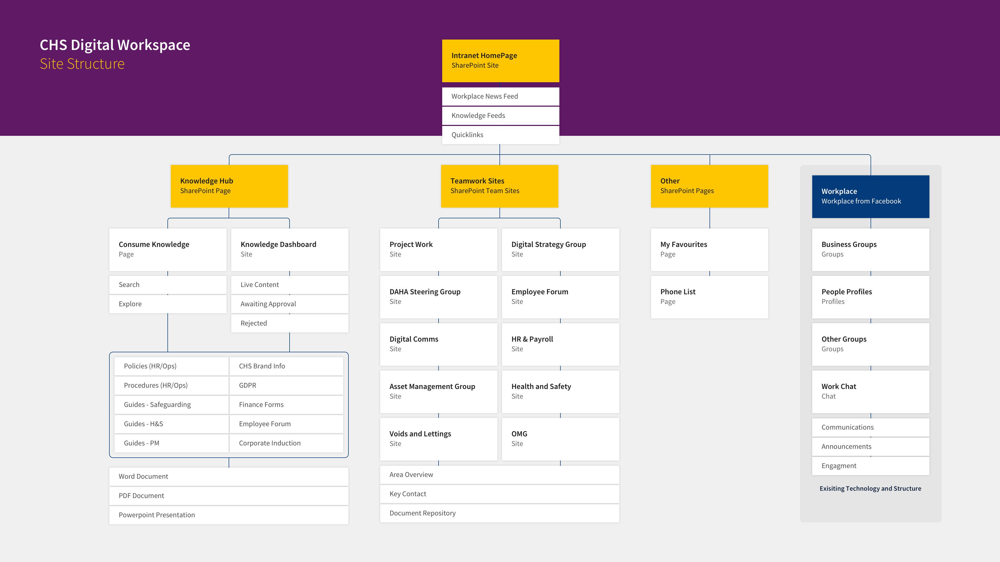 CHS Digital Workspace
Site Structure
Intranet HomePage
SharePoint Site
Workplace News Feed
Knowledge Feeds
Quicklinks
Knowledge Hub
SharePoint Page
Consume Knowledge
Page
Search
Explore
Knowledge Dashboard
Site
Live Content
Awaiting Approval
Rejected
Policies (HR/Ops)
Procedures (HR/Ops)
Guides - Safeguarding
Guides - H&S
Guides - PM
CHS Brand Info
GDPR
Finance Forms
Employee Forum
Corporate Induction
Word Document
PDF Document
Powerpoint Presentation
Teamwork Sites
SharePoint Team Sites
Project Work
Site
DAHA Steering Group
Site
Digital Comms
Site
Asset Management Group
Site
Voids and Lettings
Site
Digital Strategy Group
Site
Employee Forum
Site
HR & Payroll
Site
Health and Safety
Site
OMG
Site
Area Overview
Key Contact
Document Repository
Other
SharePoint Pages
My Favourites
Page
Phone List
Page
Workplace
Workplace from Facebook
Business Groups
Groups
People Profiles
Profiles
Other Groups
Groups
Work Chat
Chat
Communications
Announcements
Engagment
Exisiting Technology and Structure